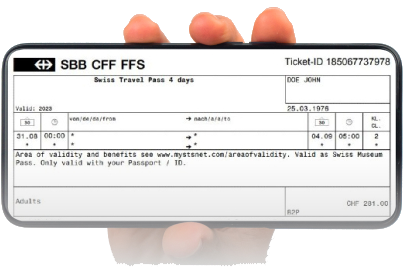 SBB CFF FFS
Ticket-ID 185067737978
Swiss Travel Pass 4 days
DOE JOHN
Valid: 2023
25.03.1978
von/de/da/from → nach/à/a/to
KL.
CL.
31.08 00:00 * → * 04.09 05:00 2
* * * → * * * *
Area of validity and benefits see www.mystsnet.com/areaofvalidity. Valid as Swiss Museum
Pass. Only valid with your Passport / ID.
Adults
CHF 281.00
B2P